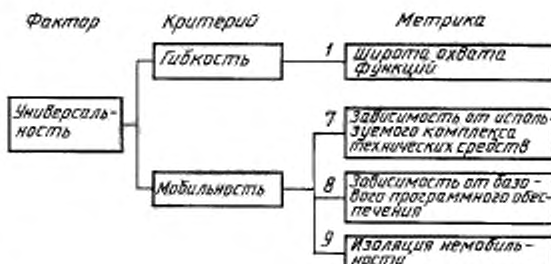 Фактор Критерий Метрика
Гибкость 1 Широта охвата
функций
Универсаль-
ность
Мобильность
7 Зависимость от исполь-
зуемого комплекса
технических средств
8 Зависимость от базо-
вого программного обес-
печения
9 Изоляция немобиль-
ности